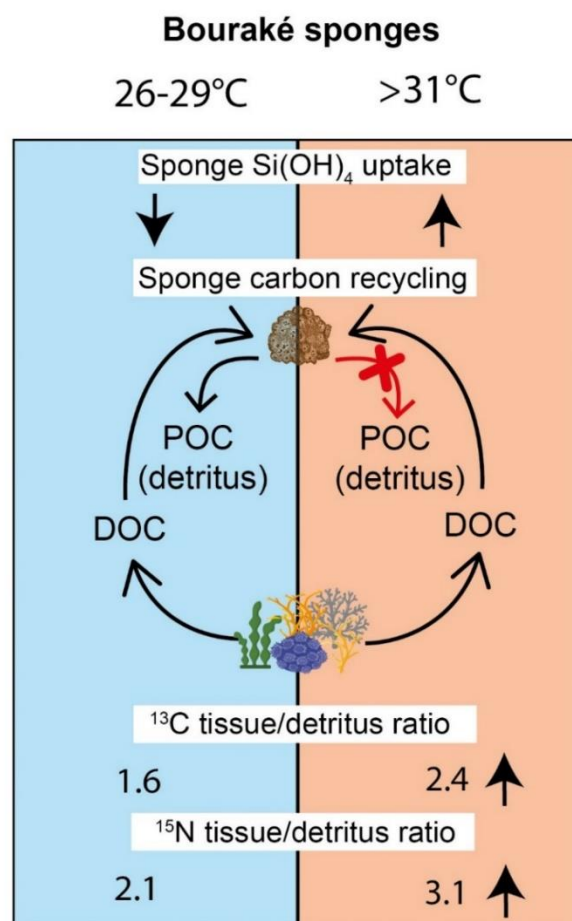 Bouraké sponges
26-29°C >31°C
Sponge Si(OH)₄ uptake
Sponge carbon recycling
POC POC
(detritus) (detritus)
DOC DOC
¹³C tissue/detritus ratio
1.6 2.4
¹⁵N tissue/detritus ratio
2.1 3.1